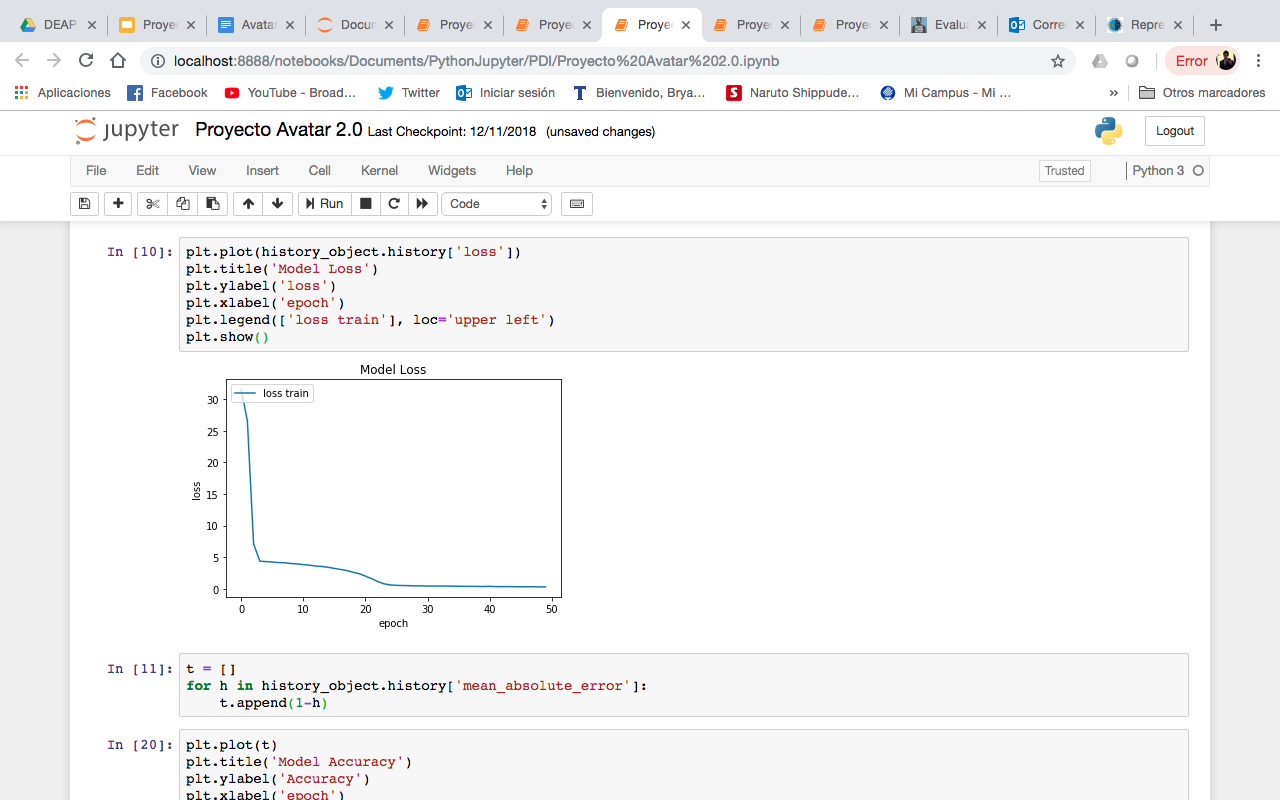 DEAP
Proye
Avatar
Docum
Proye
Proye
Proye
Proye
Proye
Evalu
Corre
Repre
localhost:8888/notebooks/Documents/PythonJupyter/PDI/Proyecto%20Avatar%202.0.ipynb
Error
Aplicaciones
Facebook
YouTube - Broad...
Twitter
Iniciar sesión
Bienvenido, Brya...
Naruto Shippude...
Mi Campus - Mi ...
»
Otros marcadores
jupyter
Proyecto Avatar 2.0 Last Checkpoint: 12/11/2018 (unsaved changes)
Logout
File Edit View Insert Cell Kernel Widgets Help
Trusted
Python 3
Run
Code
In [10]:
plt.plot(history_object.history['loss'])
plt.title('Model Loss')
plt.ylabel('loss')
plt.xlabel('epoch')
plt.legend(['loss train'], loc='upper left')
plt.show()
Model Loss
loss train
30
25
20
15
10
5
0
loss
0 10 20 30 40 50
epoch
In [11]:
t = []
for h in history_object.history['mean_absolute_error']:
    t.append(1-h)
In [20]:
plt.plot(t)
plt.title('Model Accuracy')
plt.ylabel('Accuracy')
plt.xlabel('epoch')